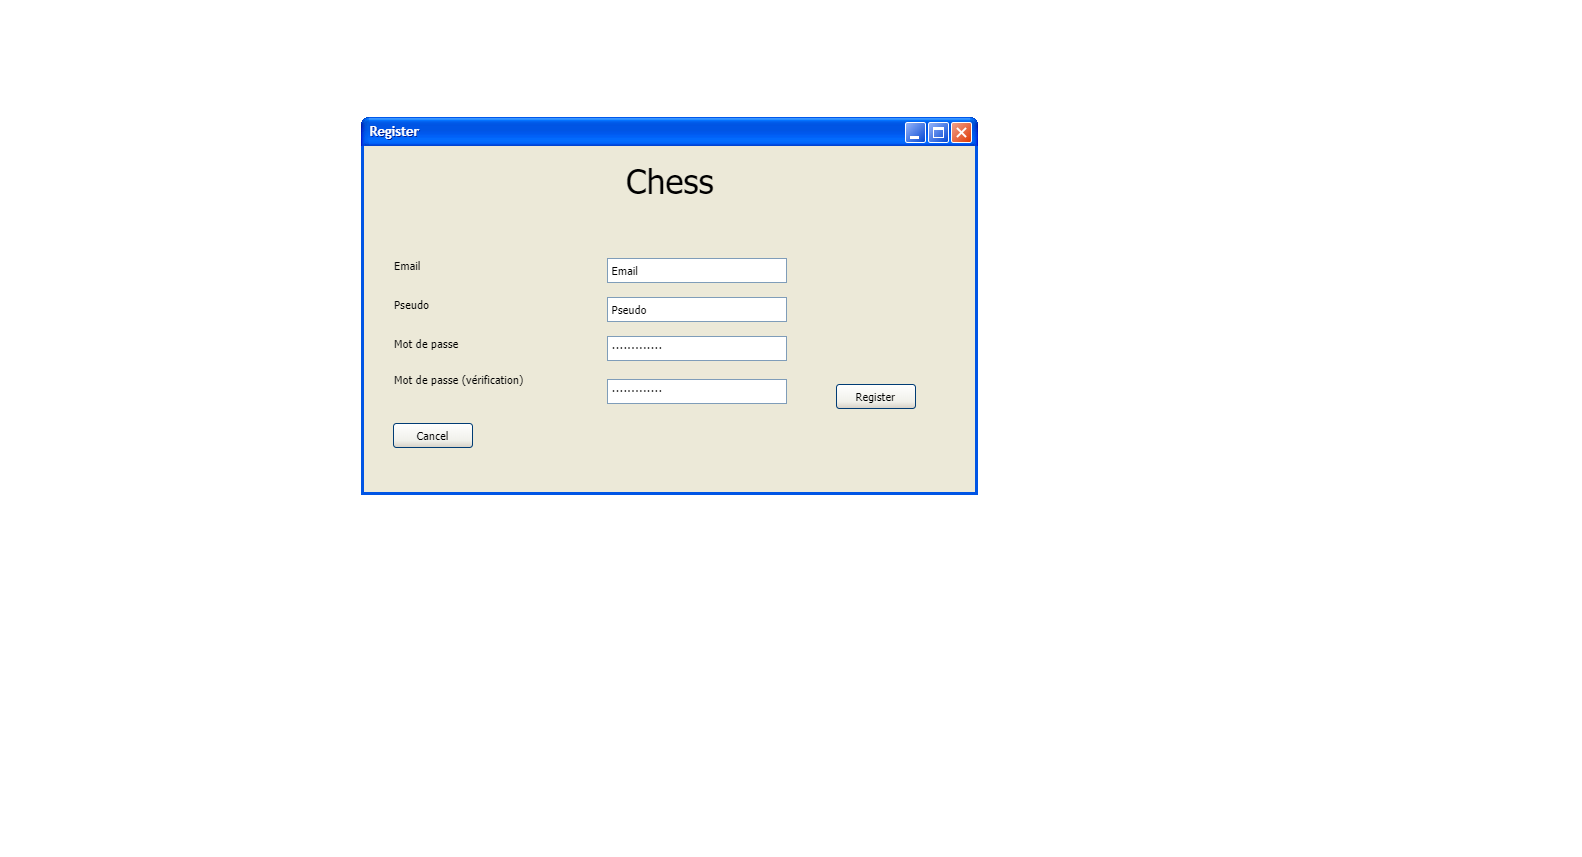 Register
Chess
Email Email
Pseudo Pseudo
Mot de passe ·············
Mot de passe (vérification) ·············
Register
Cancel